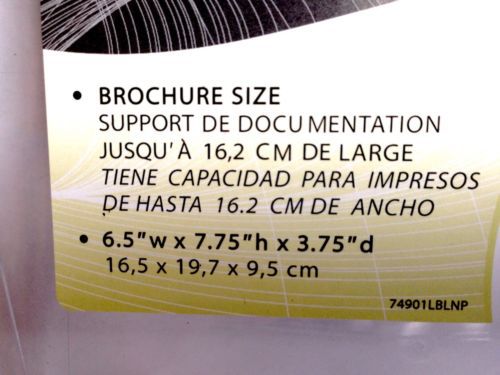 • BROCHURE SIZE
SUPPORT DE DOCUMENTATION
JUSQU'À 16,2 CM DE LARGE
TIENE CAPACIDAD PARA IMPRESOS
DE HASTA 16.2 CM DE ANCHO
• 6.5"w x 7.75"h x 3.75"d
16,5 x 19,7 x 9,5 cm
74901LBLNP